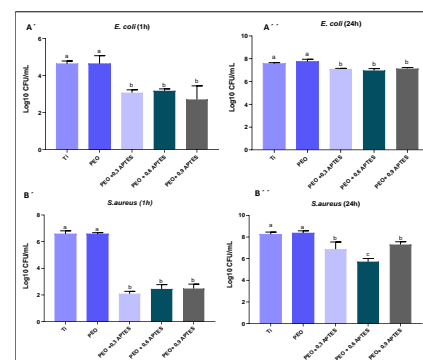 A´
E. coli (1h)
Log10 CFU/mL
6
4
2
0
a
a
b
b
b
Ti
PEO
PEO +0,3 APTES
PEO + 0,6 APTES
PEO+ 0,9 APTES
A´´
E. coli (24h)
Log10 CFU/mL
10
8
6
4
2
0
a
a
b
b
b
Ti
PEO
PEO +0,3 APTES
PEO + 0,6 APTES
PEO+ 0,9 APTES
B´
S.aureus (1h)
Log10 CFU/mL
8
6
4
2
0
a
a
b
b
b
Ti
PEO
PEO +0,3 APTES
PEO + 0,6 APTES
PEO+ 0,9 APTES
B´´
S.aureus (24h)
Log10 CFU/mL
10
8
6
4
2
0
a
a
b
c
b
Ti
PEO
PEO +0,3 APTES
PEO + 0,6 APTES
PEO+ 0,9 APTES